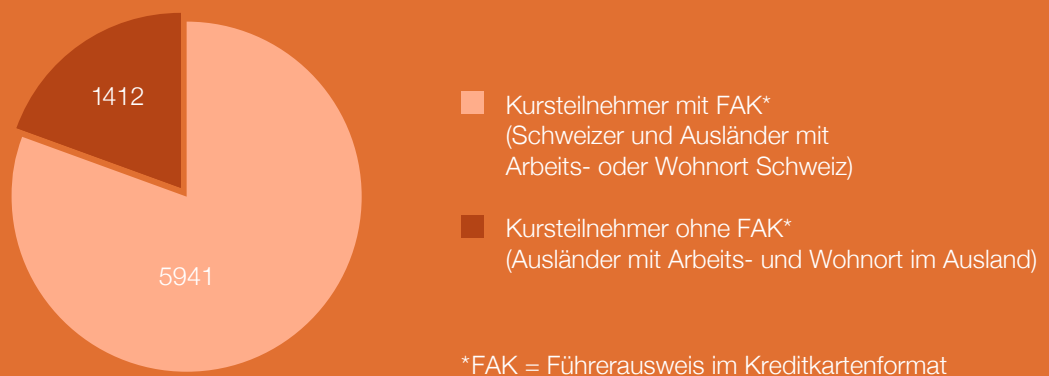 1412
5941
Kursteilnehmer mit FAK*
(Schweizer und Ausländer mit
Arbeits- oder Wohnort Schweiz)
Kursteilnehmer ohne FAK*
(Ausländer mit Arbeits- und Wohnort im Ausland)
*FAK = Führerausweis im Kreditkartenformat